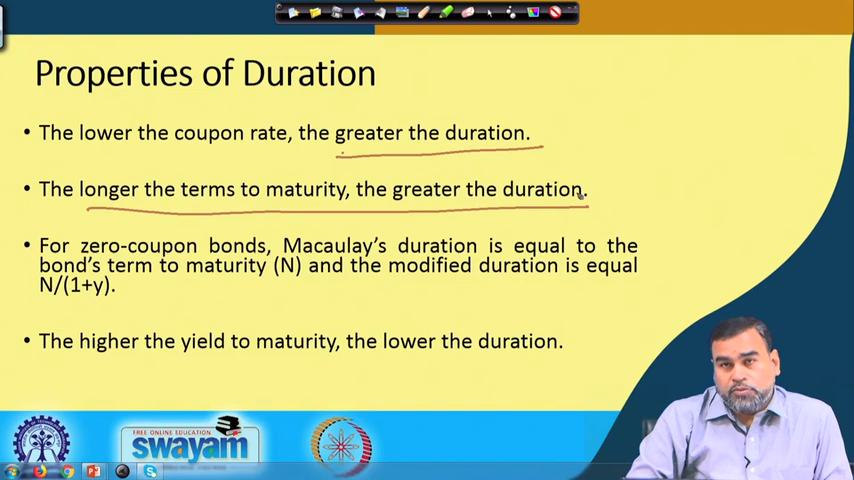 Properties of Duration
• The lower the coupon rate, the greater the duration.
• The longer the terms to maturity, the greater the duration.
• For zero-coupon bonds, Macaulay's duration is equal to the
bond's term to maturity (N) and the modified duration is equal
N/(1+y).
• The higher the yield to maturity, the lower the duration.
FREE ONLINE EDUCATION
swayam